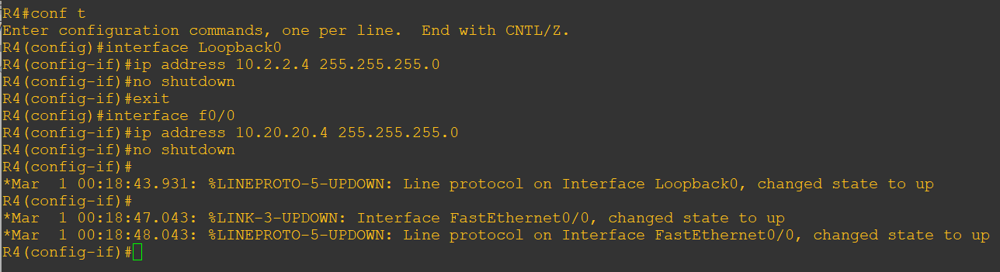 R4#conf t
Enter configuration commands, one per line.  End with CNTL/Z.
R4(config)#interface Loopback0
R4(config-if)#ip address 10.2.2.4 255.255.255.0
R4(config-if)#no shutdown
R4(config-if)#exit
R4(config)#interface f0/0
R4(config-if)#ip address 10.20.20.4 255.255.255.0
R4(config-if)#no shutdown
R4(config-if)#
*Mar  1 00:18:43.931: %LINEPROTO-5-UPDOWN: Line protocol on Interface Loopback0, changed state to up
R4(config-if)#
*Mar  1 00:18:47.043: %LINK-3-UPDOWN: Interface FastEthernet0/0, changed state to up
*Mar  1 00:18:48.043: %LINEPROTO-5-UPDOWN: Line protocol on Interface FastEthernet0/0, changed state to up
R4(config-if)#